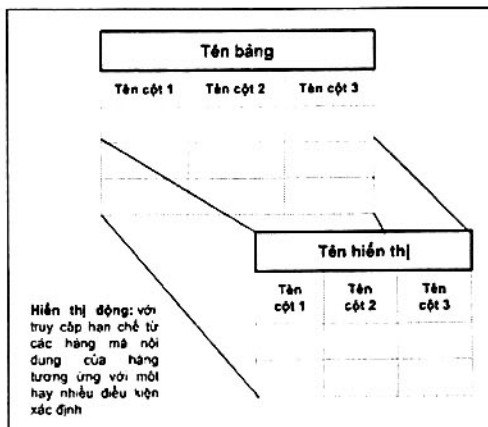 Tên bảng
Tên cột 1 Tên cột 2 Tên cột 3
Tên hiển thị
Tên Tên Tên
cột 1 cột 2 cột 3
Hiển thị động: với
truy cập hạn chế từ
các hàng mà nội
dung của hàng
tương ứng với một
hay nhiều điều kiện
xác định